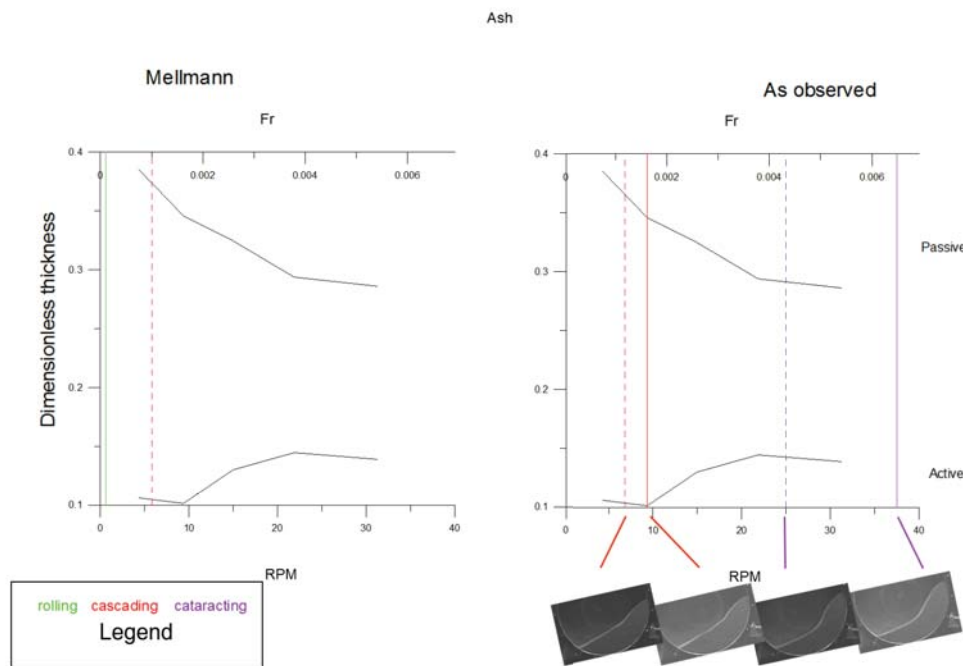 Ash
Mellmann
As observed
Fr
Fr
0.4
0 0.002 0.004 0.006
0.3
0.2
0.1
0 10 20 30 40
Dimensionless thickness
RPM
0.4
0 0.002 0.004 0.006
0.3
0.2
0.1
0 10 20 30 40
Passive
Active
RPM
rolling cascading cataracting
Legend